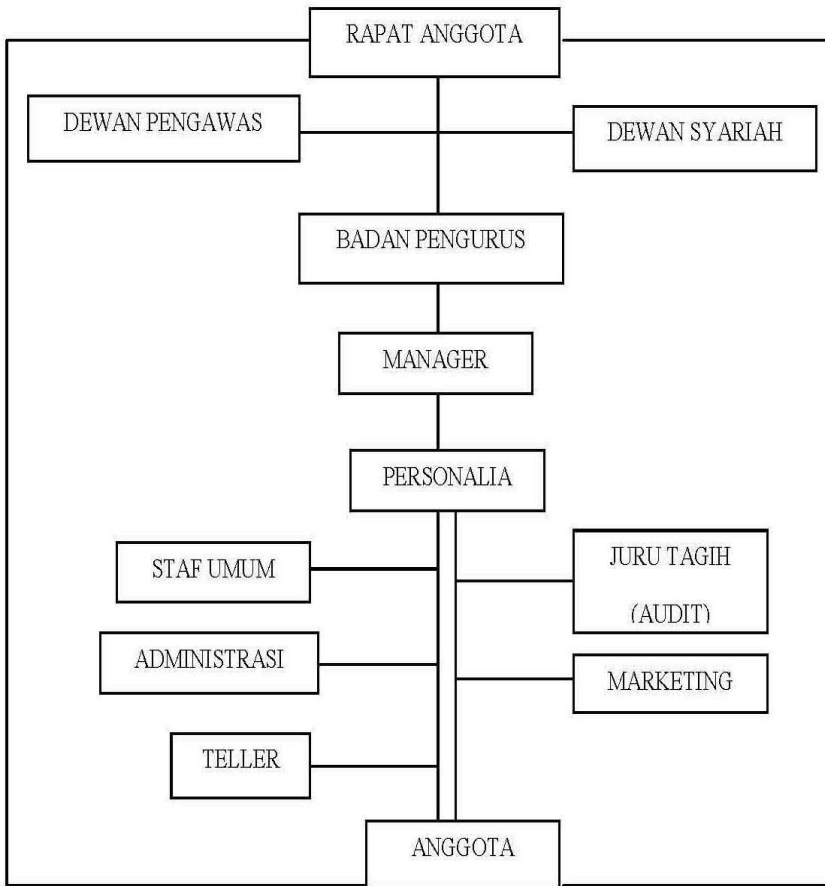 RAPAT ANGGOTA
DEWAN PENGAWAS
DEWAN SYARIAH
BADAN PENGURUS
MANAGER
PERSONALIA
STAF UMUM
JURU TAGIH
(AUDIT)
ADMINISTRASI
MARKETING
TELLER
ANGGOTA